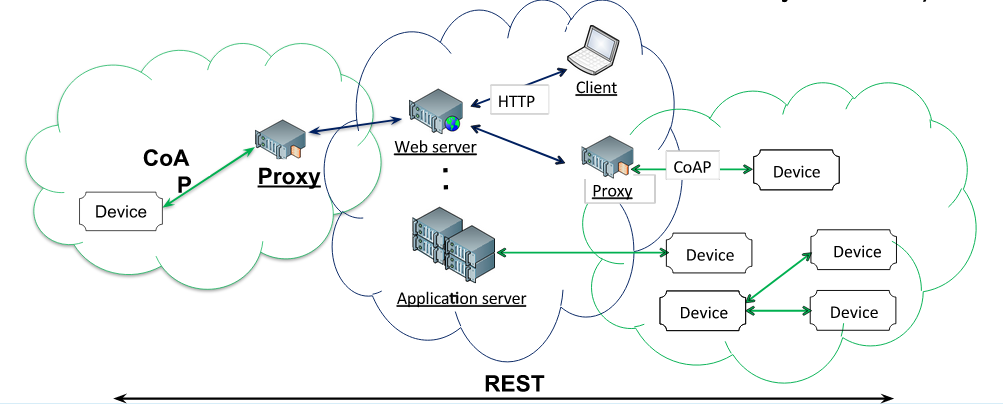 Client
HTTP
Web server
:
CoA
P
Proxy
Device
Proxy
CoAP
Device
Application server
Device
Device
Device
Device
REST